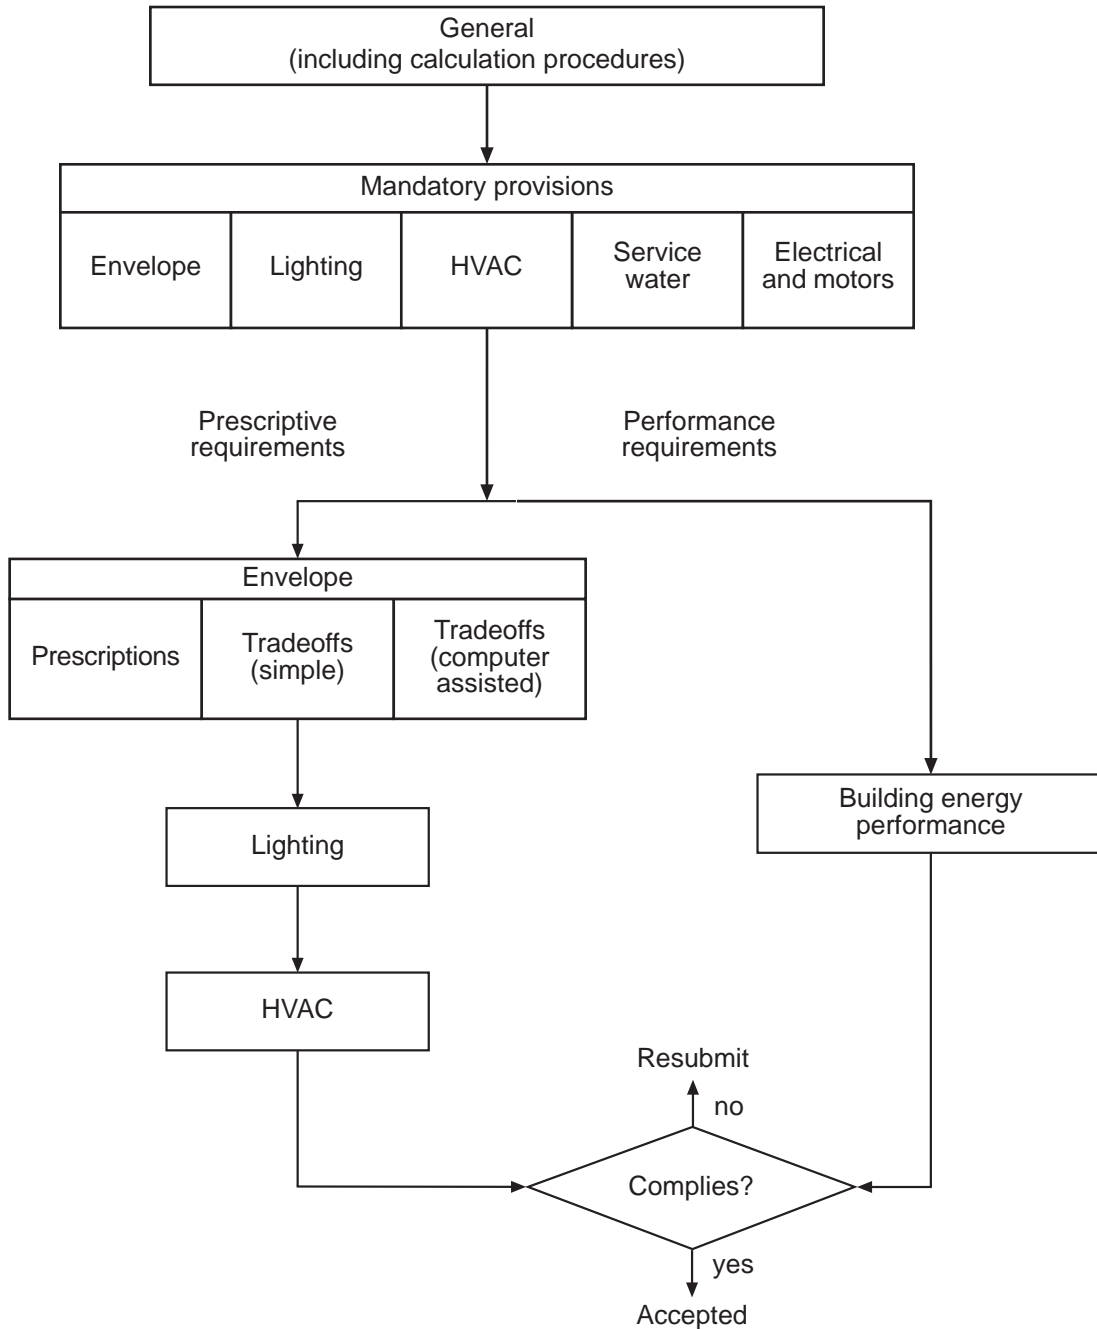 General
(including calculation procedures)
Mandatory provisions
Envelope
Lighting
HVAC
Service
water
Electrical
and motors
Prescriptive
requirements
Performance
requirements
Envelope
Prescriptions
Tradeoffs
(simple)
Tradeoffs
(computer
assisted)
Lighting
Building energy
performance
HVAC
Resubmit
no
Complies?
yes
Accepted